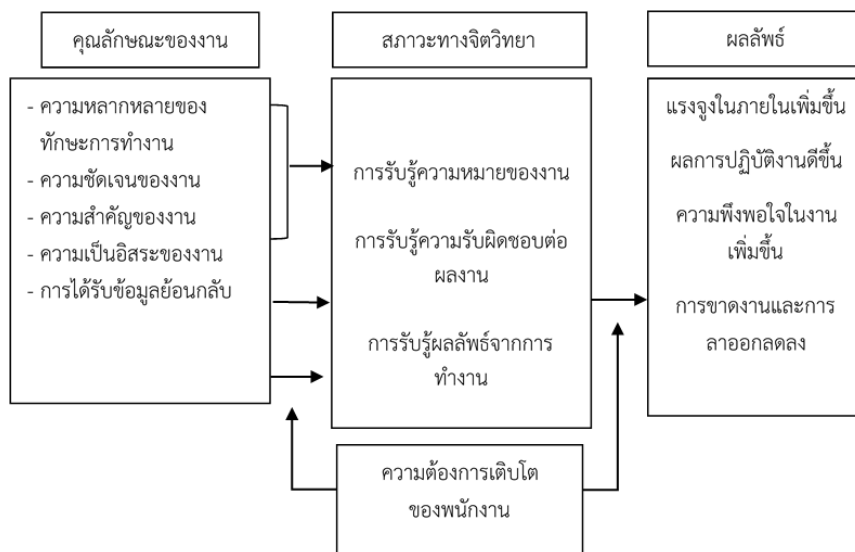 คุณลักษณะของงาน
สภาวะทางจิตวิทยา
ผลลัพธ์
- ความหลากหลายของ
ทักษะการทำงาน
- ความชัดเจนของงาน
- ความสำคัญของงาน
- ความเป็นอิสระของงาน
- การได้รับข้อมูลย้อนกลับ
การรับรู้ความหมายของงาน
การรับรู้ความรับผิดชอบต่อ
ผลงาน
การรับรู้ผลลัพธ์จากการ
ทำงาน
แรงจูงในภายในเพิ่มขึ้น
ผลการปฏิบัติงานดีขึ้น
ความพึงพอใจในงาน
เพิ่มขึ้น
การขาดงานและการ
ลาออกลดลง
ความต้องการเติบโต
ของพนักงาน